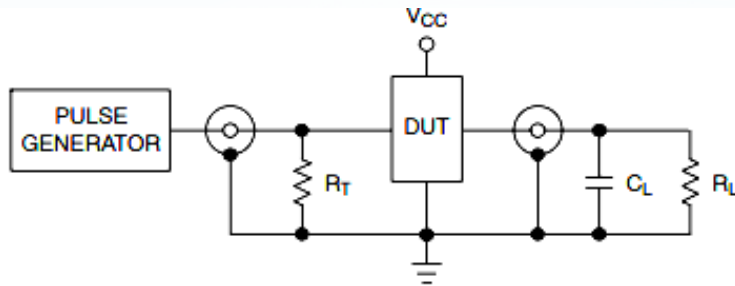 VCC
PULSE
GENERATOR
DUT
RT
CL
RL